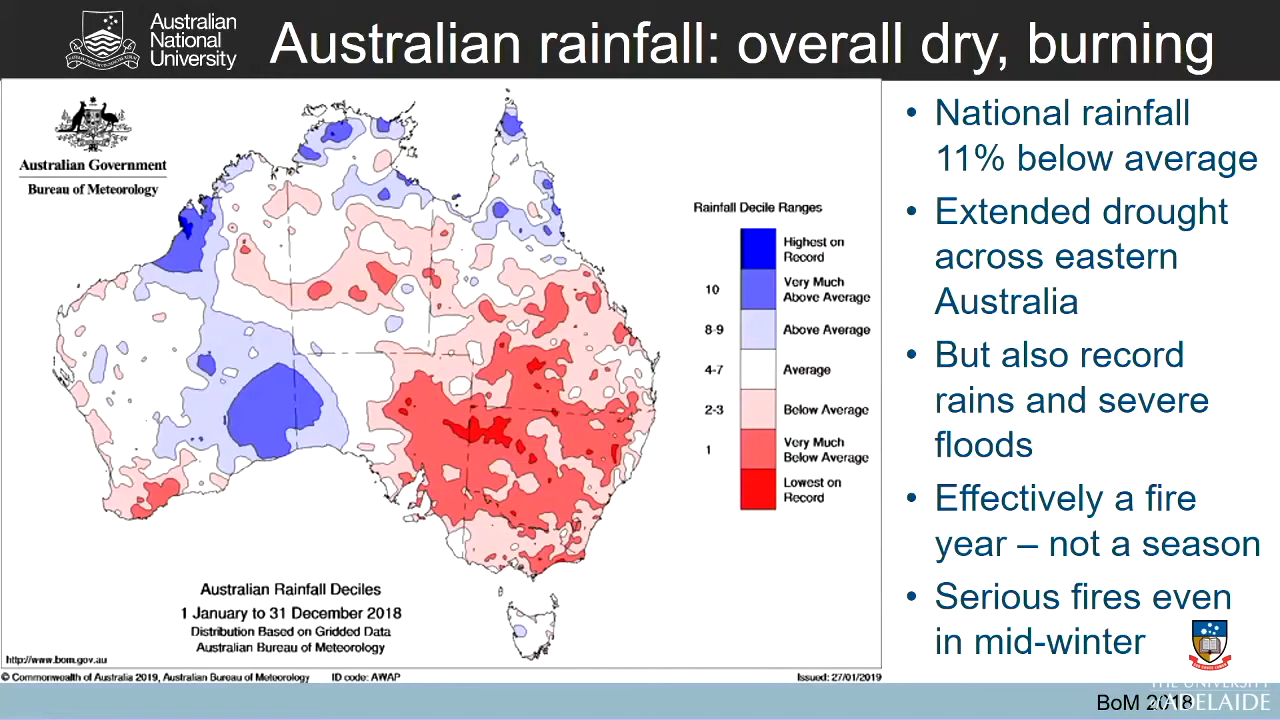 Australian
National
University
Australian rainfall: overall dry, burning
Australian Government
Bureau of Meteorology
Rainfall Decile Ranges
Highest on
Record
10 Very Much
Above Average
8-9 Above Average
4-7 Average
2-3 Below Average
1 Very Much
Below Average
Lowest on
Record
Australian Rainfall Deciles
1 January to 31 December 2018
Distribution Based on Gridded Data
Australian Bureau of Meteorology
http://www.bom.gov.au
© Commonwealth of Australia 2019, Australian Bureau of Meteorology ID code: AWAP Issued: 27/01/2019
• National rainfall
11% below average
• Extended drought
across eastern
Australia
• But also record
rains and severe
floods
• Effectively a fire
year – not a season
• Serious fires even
in mid-winter
BoM 2018
THE UNIVERSITY
of ADELAIDE